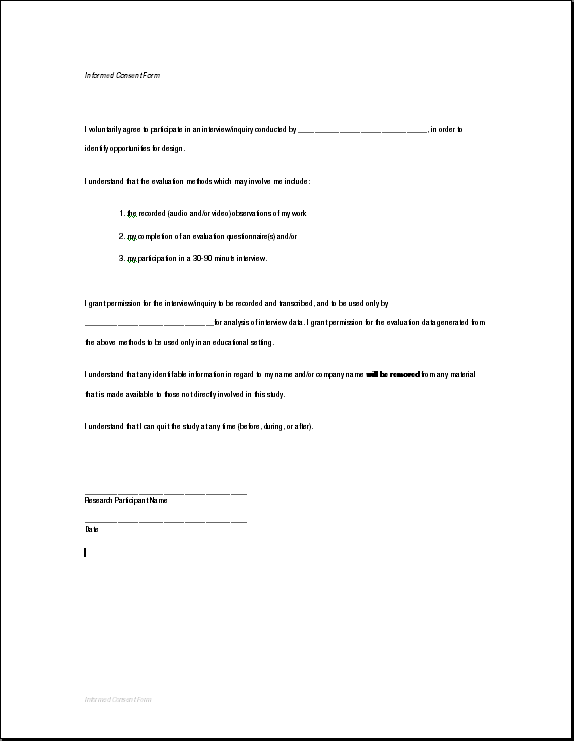 Informed Consent Form
I voluntarily agree to participate in an interview/inquiry conducted by ______________________________, in order to
identify opportunities for design.
I understand that the evaluation methods which may involve me include:
1. the recorded (audio and/or video) observations of my work
2. my completion of an evaluation questionnaire(s) and/or
3. my participation in a 30-90 minute interview.
I grant permission for the interview/inquiry to be recorded and transcribed, and to be used only by
______________________________ for analysis of interview data. I grant permission for the evaluation data generated from
the above methods to be used only in an educational setting.
I understand that any identifiable information in regard to my name and/or company name will be removed from any material
that is made available to those not directly involved in this study.
I understand that I can quit the study at any time (before, during, or after).
______________________________________
Research Participant Name
______________________________________
Date
Informed Consent Form